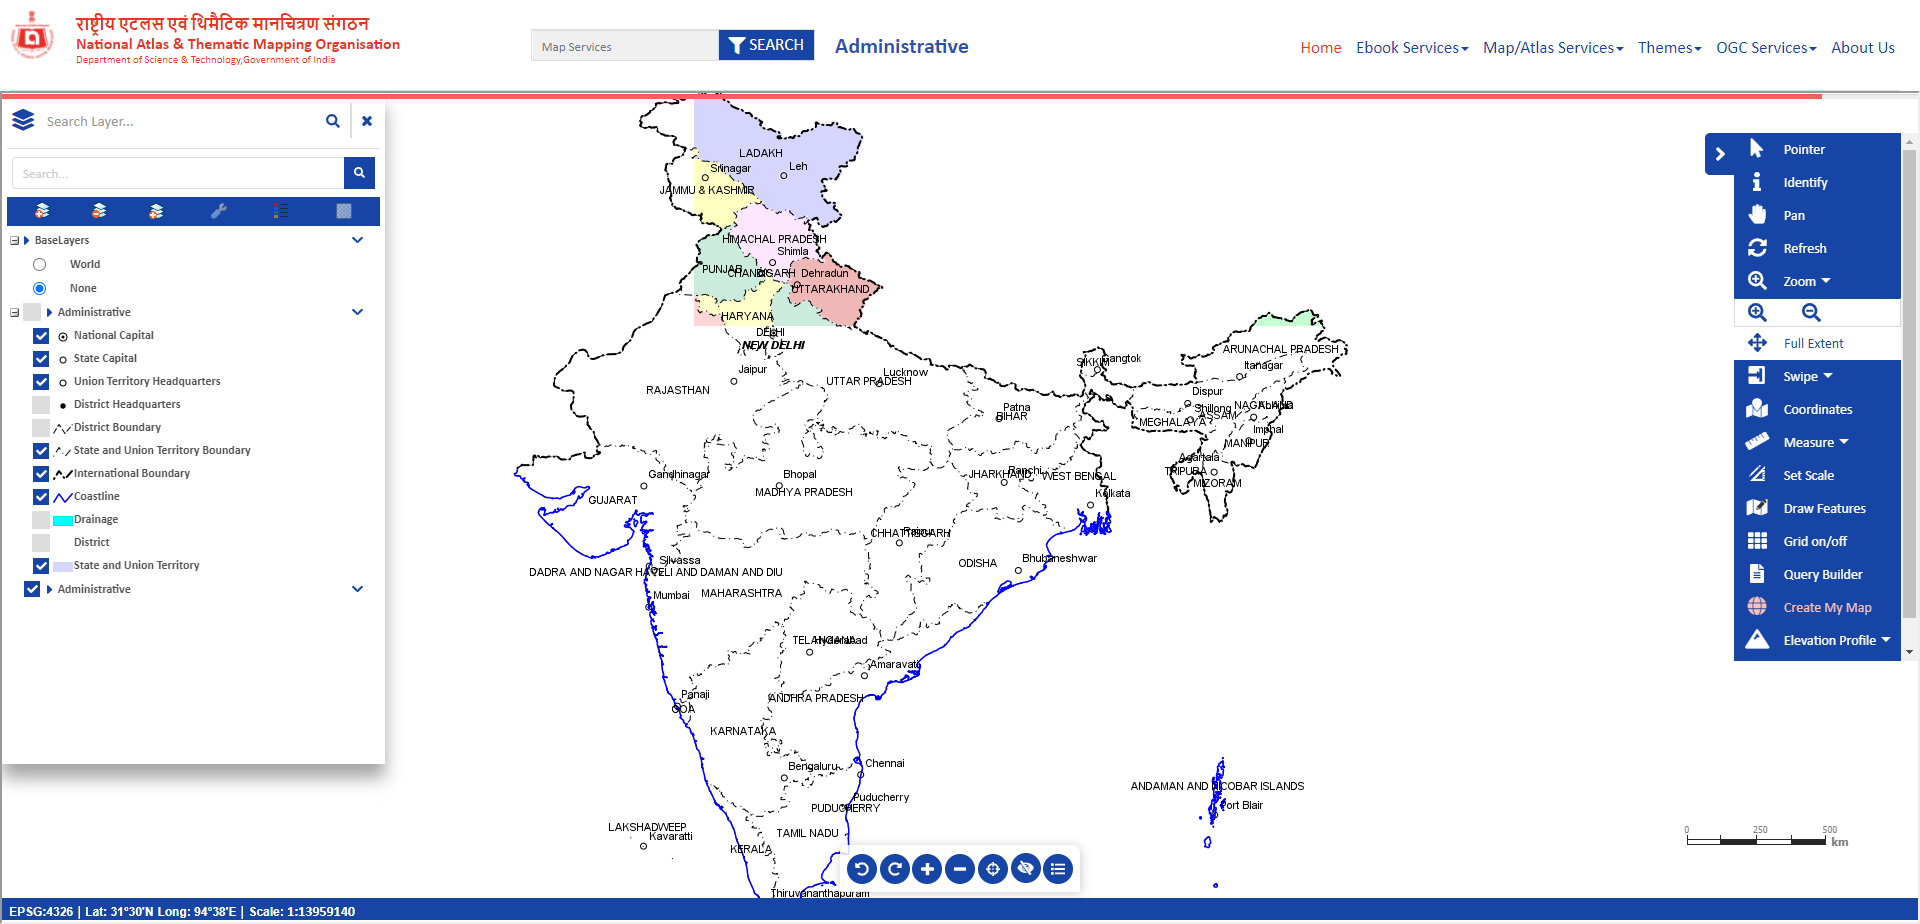 राष्ट्रीय एटलस एवं थिमैटिक मानचित्रण संगठन
National Atlas & Thematic Mapping Organisation
Department of Science & Technology,Government of India
Map Services
SEARCH
Administrative
Home
Ebook Services
Map/Atlas Services
Themes
OGC Services
About Us
Search Layer...
Search...
BaseLayers
World
None
Administrative
National Capital
State Capital
Union Territory Headquarters
District Headquarters
District Boundary
State and Union Territory Boundary
International Boundary
Coastline
Drainage
District
State and Union Territory
Administrative
LADAKH
Leh
Srinagar
JAMMU & KASHMIR
HIMACHAL PRADESH
Shimla
PUNJAB
Dehradun
UTTARAKHAND
HARYANA
DELHI
NEW DELHI
Jaipur
RAJASTHAN
Lucknow
UTTAR PRADESH
SIKKIM
Gangtok
ARUNACHAL PRADESH
Itanagar
Dispur
Shillong
NAGALAND
ASSAM
MEGHALAYA
Imphal
MANIPUR
Patna
BIHAR
Agartala
TRIPURA
MIZORAM
Gandhinagar
GUJARAT
Bhopal
MADHYA PRADESH
JHARKHAND
Ranchi
WEST BENGAL
Kolkata
CHHATTISGARH
ODISHA
Bhubaneshwar
Silvassa
DADRA AND NAGAR HAVELI AND DAMAN AND DIU
Mumbai
MAHARASHTRA
TELANGANA
Hyderabad
Amaravati
Panaji
GOA
ANDHRA PRADESH
KARNATAKA
Bengaluru
Chennai
Puducherry
PUDUCHERRY
LAKSHADWEEP
Kavaratti
TAMIL NADU
KERALA
Thiruvananthapuram
ANDAMAN AND NICOBAR ISLANDS
Port Blair
Pointer
Identify
Pan
Refresh
Zoom
Full Extent
Swipe
Coordinates
Measure
Set Scale
Draw Features
Grid on/off
Query Builder
Create My Map
Elevation Profile
0 250 500
km
EPSG:4326 | Lat: 31°30'N Long: 94°38'E | Scale: 1:13959140